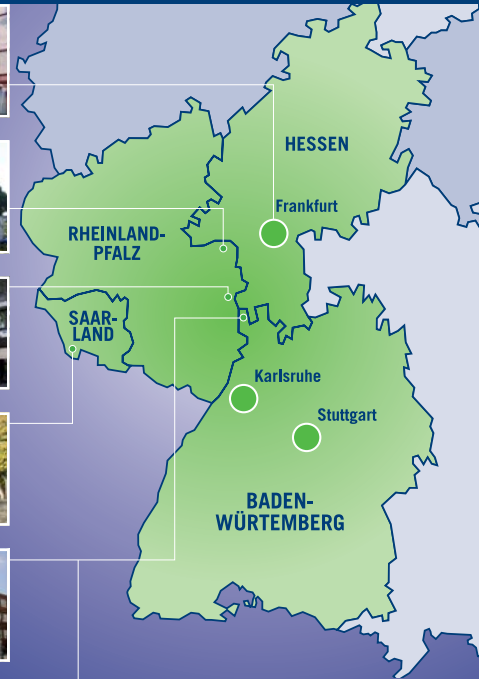 HESSEN
Frankfurt
RHEINLAND-
PFALZ
SAAR-
LAND
Karlsruhe
Stuttgart
BADEN-
WÜRTEMBERG